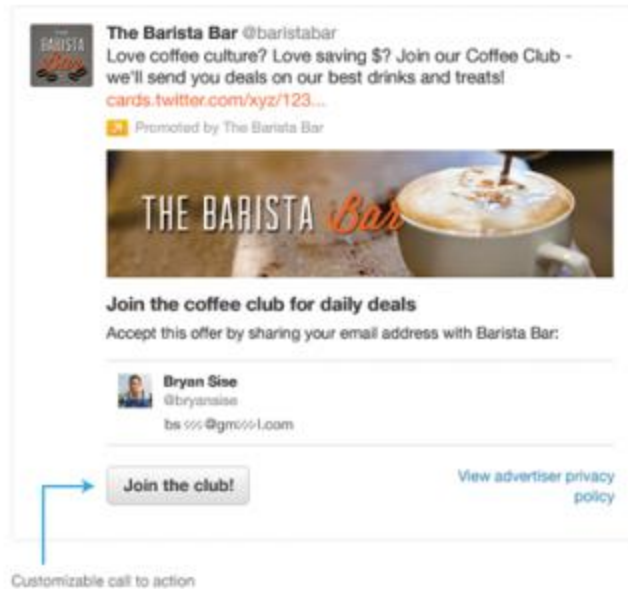 THE
BARISTA
Bar
The Barista Bar @baristabar
Love coffee culture? Love saving $? Join our Coffee Club -
we'll send you deals on our best drinks and treats!
cards.twitter.com/xyz/123...
Promoted by The Barista Bar
THE BARISTA Bar
Join the coffee club for daily deals
Accept this offer by sharing your email address with Barista Bar:
Bryan Sise
@bryansise
Join the club!
View advertiser privacy
policy
Customizable call to action